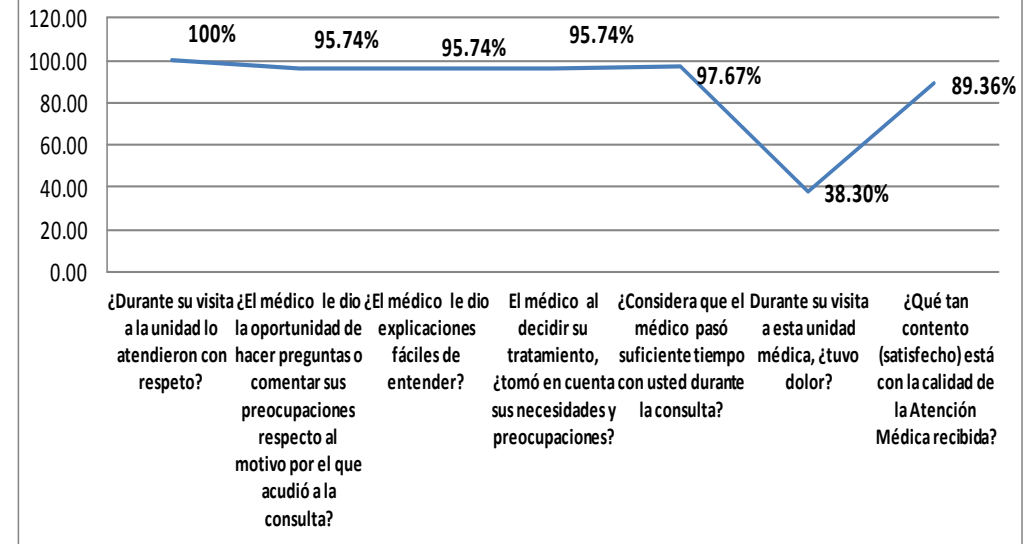 120.00
100.00
80.00
60.00
40.00
20.00
0.00
100%
95.74%
95.74%
95.74%
97.67%
38.30%
89.36%
¿Durante su visita
a la unidad lo
atendieron con
respeto?
¿El médico le dio
la oportunidad de
hacer preguntas o
comentar sus
preocupaciones
respecto al
motivo por el que
acudió a la
consulta?
¿El médico le dio
explicaciones
fáciles de
entender?
El médico al
decidir su
tratamiento,
¿tomó en cuenta
sus necesidades y
preocupaciones?
¿Considera que el
médico pasó
suficiente tiempo
con usted durante
la consulta?
Durante su visita
a esta unidad
médica, ¿tuvo
dolor?
¿Qué tan
contento
(satisfecho) está
con la calidad de
la Atención
Médica recibida?